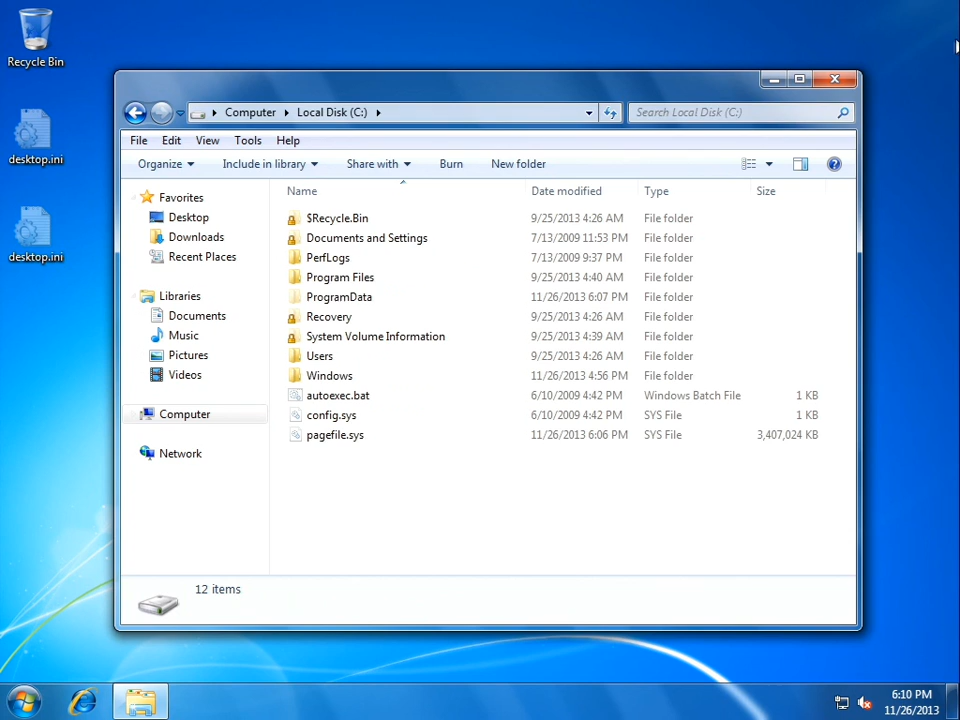 Recycle Bin
desktop.ini
desktop.ini
Computer Local Disk (C:)
Search Local Disk (C:)
File Edit View Tools Help
Organize Include in library Share with Burn New folder
Favorites
Desktop
Downloads
Recent Places
Libraries
Documents
Music
Pictures
Videos
Computer
Network
Name Date modified Type Size
$Recycle.Bin 9/25/2013 4:26 AM File folder
Documents and Settings 7/13/2009 11:53 PM File folder
PerfLogs 7/13/2009 9:37 PM File folder
Program Files 9/25/2013 4:40 AM File folder
ProgramData 11/26/2013 6:07 PM File folder
Recovery 9/25/2013 4:26 AM File folder
System Volume Information 9/25/2013 4:39 AM File folder
Users 9/25/2013 4:26 AM File folder
Windows 11/26/2013 4:56 PM File folder
autoexec.bat 6/10/2009 4:42 PM Windows Batch File 1 KB
config.sys 6/10/2009 4:42 PM SYS File 1 KB
pagefile.sys 11/26/2013 6:06 PM SYS File 3,407,024 KB
12 items
6:10 PM
11/26/2013